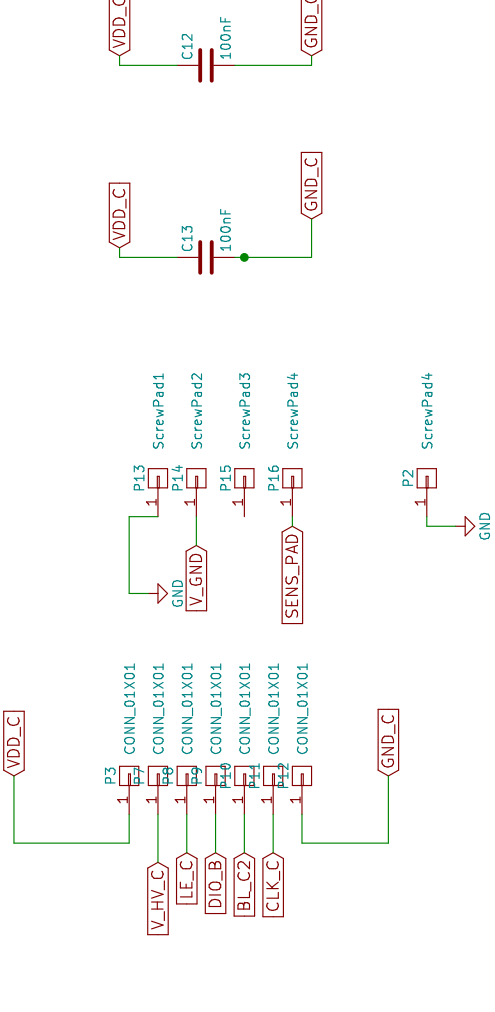 VDD_C
C12
100nF
GND_C
VDD_C
C13
100nF
GND_C
ScrewPad1
ScrewPad2
ScrewPad3
ScrewPad4
ScrewPad4
P13
P14
P15
P16
P2
1
1
1
1
1
GND
V_GND
SENS_PAD
GND
CONN_01X01
CONN_01X01
CONN_01X01
CONN_01X01
CONN_01X01
CONN_01X01
CONN_01X01
VDD_C
GND_C
P3
P7
P8
P9
P10
P11
P12
1
1
1
1
1
1
1
V_HV_C
LE_C
DIO_B
BL_C2
CLK_C